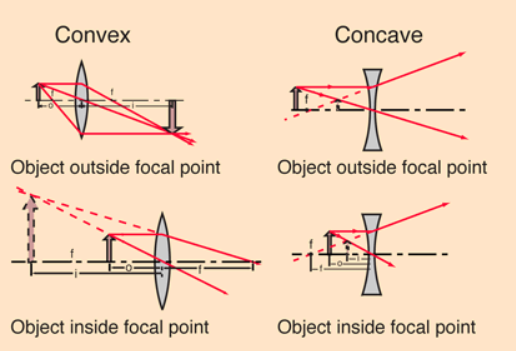 Convex
Concave
f
f
o
i
f
Object outside focal point
Object outside focal point
f
o
f
i
f
o
i
f
Object inside focal point
Object inside focal point